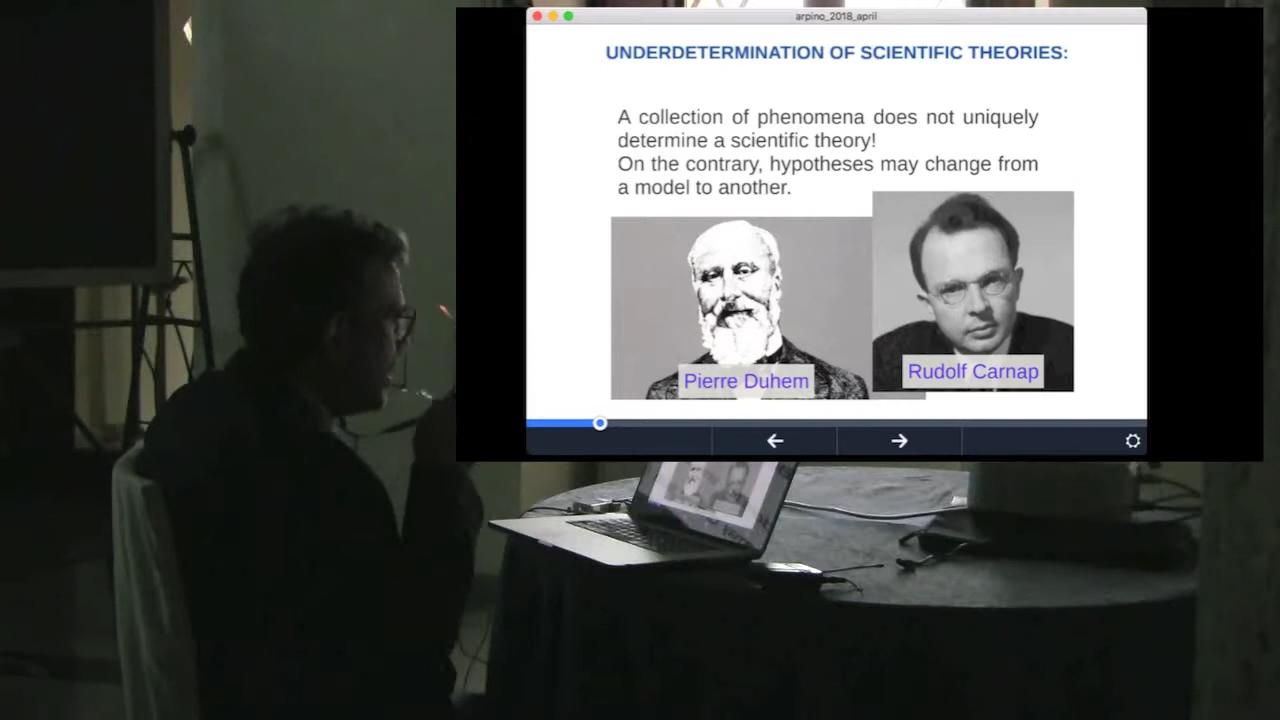 arpino_2018_april
UNDERDETERMINATION OF SCIENTIFIC THEORIES:
A collection of phenomena does not uniquely
determine a scientific theory!
On the contrary, hypotheses may change from
a model to another.
Pierre Duhem
Rudolf Carnap